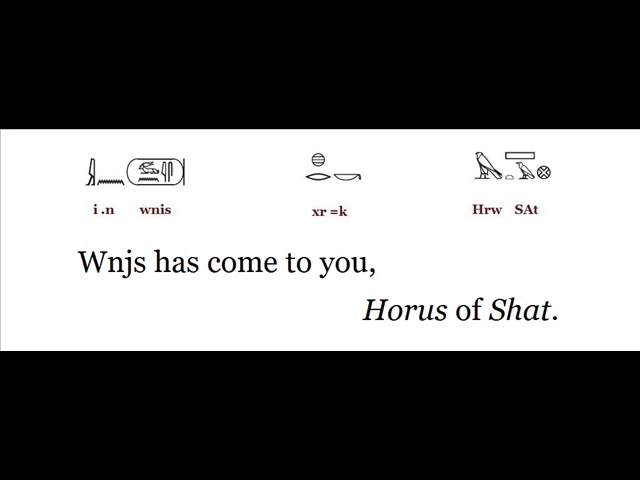 i .n wnis xr =k Hrw SAt
Wnjs has come to you,
Horus of Shat.